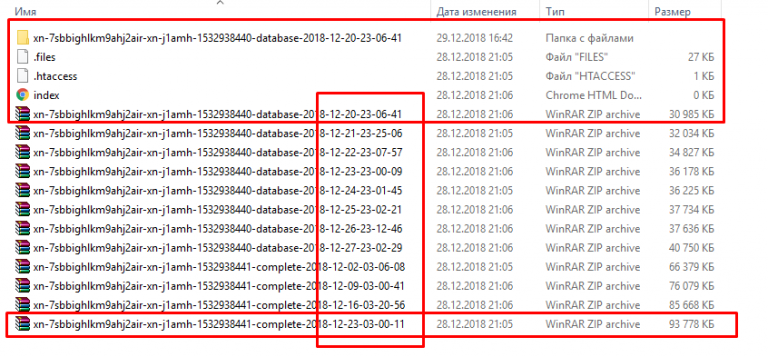 Имя Дата изменения Тип Размер
xn-7sbbighlkm9ahj2air-xn-j1amh-1532938440-database-2018-12-20-23-06-41 29.12.2018 16:42 Папка с файлами
.files 28.12.2018 21:05 Файл "FILES" 27 КБ
.htaccess 28.12.2018 21:05 Файл "HTACCESS" 1 КБ
index 28.12.2018 21:05 Chrome HTML Do... 0 КБ
xn-7sbbighlkm9ahj2air-xn-j1amh-1532938440-database-2018-12-20-23-06-41 28.12.2018 21:06 WinRAR ZIP archive 30 985 КБ
xn-7sbbighlkm9ahj2air-xn-j1amh-1532938440-database-2018-12-21-23-25-06 28.12.2018 21:05 WinRAR ZIP archive 32 034 КБ
xn-7sbbighlkm9ahj2air-xn-j1amh-1532938440-database-2018-12-22-23-07-57 28.12.2018 21:06 WinRAR ZIP archive 34 827 КБ
xn-7sbbighlkm9ahj2air-xn-j1amh-1532938440-database-2018-12-23-23-00-09 28.12.2018 21:06 WinRAR ZIP archive 36 178 КБ
xn-7sbbighlkm9ahj2air-xn-j1amh-1532938440-database-2018-12-24-23-01-45 28.12.2018 21:05 WinRAR ZIP archive 36 225 КБ
xn-7sbbighlkm9ahj2air-xn-j1amh-1532938440-database-2018-12-25-23-02-21 28.12.2018 21:06 WinRAR ZIP archive 37 734 КБ
xn-7sbbighlkm9ahj2air-xn-j1amh-1532938440-database-2018-12-26-23-12-46 28.12.2018 21:06 WinRAR ZIP archive 37 636 КБ
xn-7sbbighlkm9ahj2air-xn-j1amh-1532938440-database-2018-12-27-23-02-29 28.12.2018 21:06 WinRAR ZIP archive 40 750 КБ
xn-7sbbighlkm9ahj2air-xn-j1amh-1532938441-complete-2018-12-02-03-06-08 28.12.2018 21:05 WinRAR ZIP archive 66 379 КБ
xn-7sbbighlkm9ahj2air-xn-j1amh-1532938441-complete-2018-12-09-03-00-41 28.12.2018 21:06 WinRAR ZIP archive 76 079 КБ
xn-7sbbighlkm9ahj2air-xn-j1amh-1532938441-complete-2018-12-16-03-20-56 28.12.2018 21:06 WinRAR ZIP archive 85 668 КБ
xn-7sbbighlkm9ahj2air-xn-j1amh-1532938441-complete-2018-12-23-03-00-11 28.12.2018 21:05 WinRAR ZIP archive 93 778 КБ